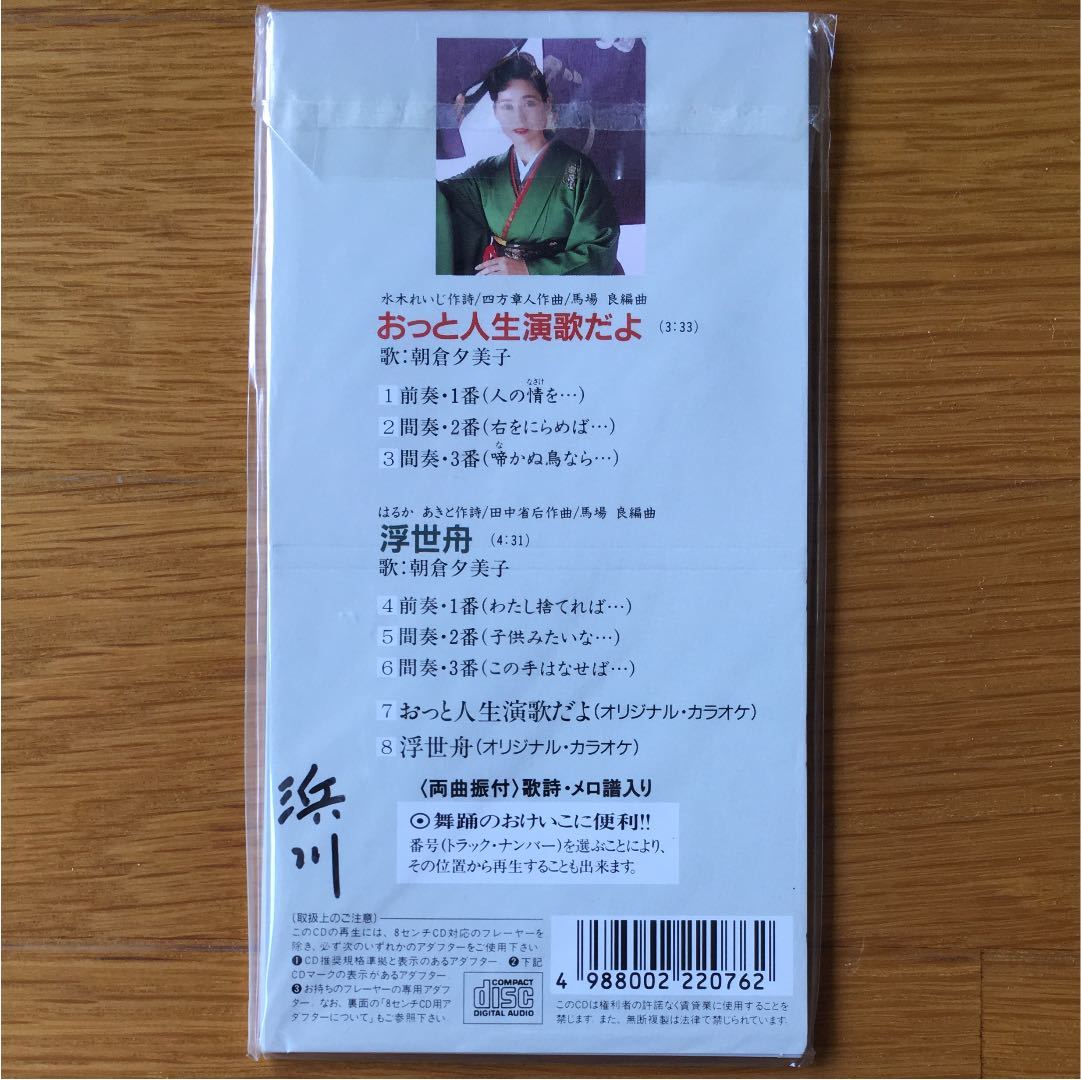 水木れいじ作詩/四方章人作曲/馬場 良編曲
おっと人生演歌だよ (3:33)
歌:朝倉夕美子
1 前奏・1番(人の情を…)
なさけ
2 間奏・2番(右をにらめば…)
3 間奏・3番(啼かぬ鳥なら…)
な
はるか あきと作詩/田中省后作曲/馬場 良編曲
浮世舟 (4:31)
歌:朝倉夕美子
4 前奏・1番(わたし捨てれば…)
5 間奏・2番(子供みたいな…)
6 間奏・3番(この手はなせば…)
7 おっと人生演歌だよ(オリジナル・カラオケ)
8 浮世舟(オリジナル・カラオケ)
〈両曲振付〉歌詩・メロ譜入り
◉舞踊のおけいこに便利!!
番号(トラック・ナンバー)を選ぶことにより、
その位置から再生することも出来ます。
浜川
(取扱上のご注意)
このCDの再生には、8センチCD対応のプレーヤーを
除き、必ず次のいずれかのアダプターをご使用下さい
❶CD推奨規格準拠と表示のあるアダプター. ❷下記
CDマークの表示があるアダプター.
❸お持ちのプレーヤーの専用アダプ
ター. なお、裏面の「8センチCD用ア
ダプターについて」もご参照下さい.
COMPACT
disc
DIGITAL AUDIO
4 988002 220762
このCDは権利者の許諾なく賃貸業に使用することを
禁じます. また、無断複製は法律で禁じられています.